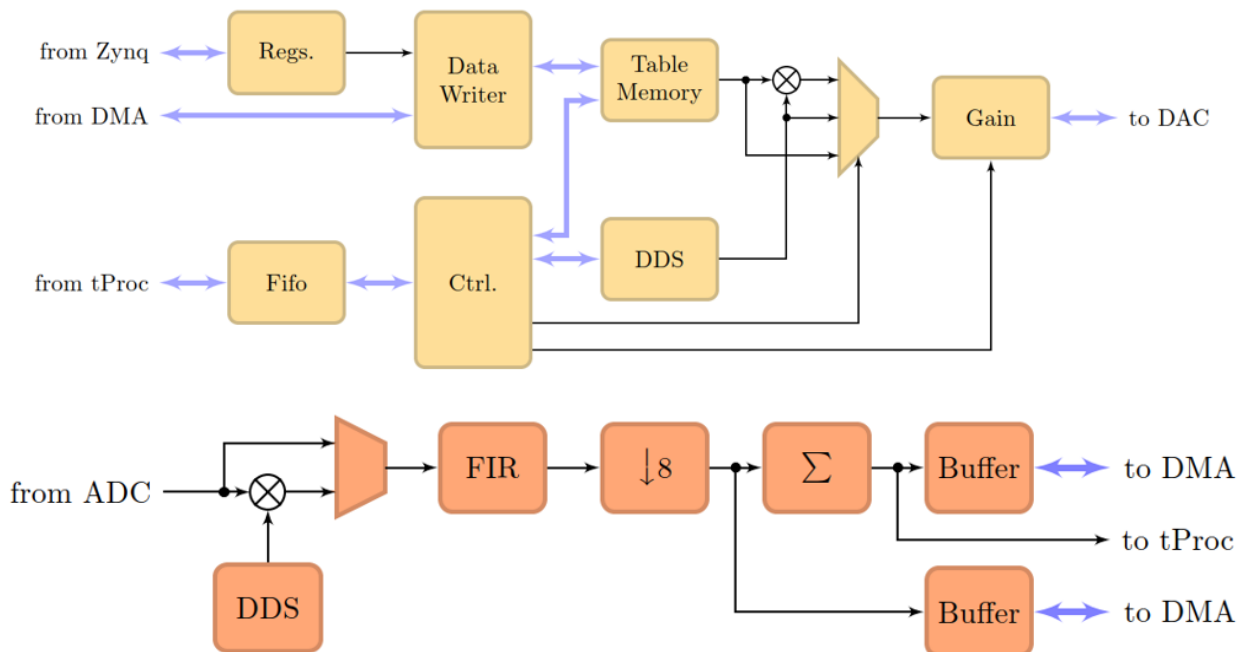 from Zynq
Regs.
Data
Writer
Table
Memory
from DMA
Gain
to DAC
from tProc
Fifo
Ctrl.
DDS
from ADC
FIR
↓8
∑
Buffer
to DMA
to tProc
DDS
Buffer
to DMA